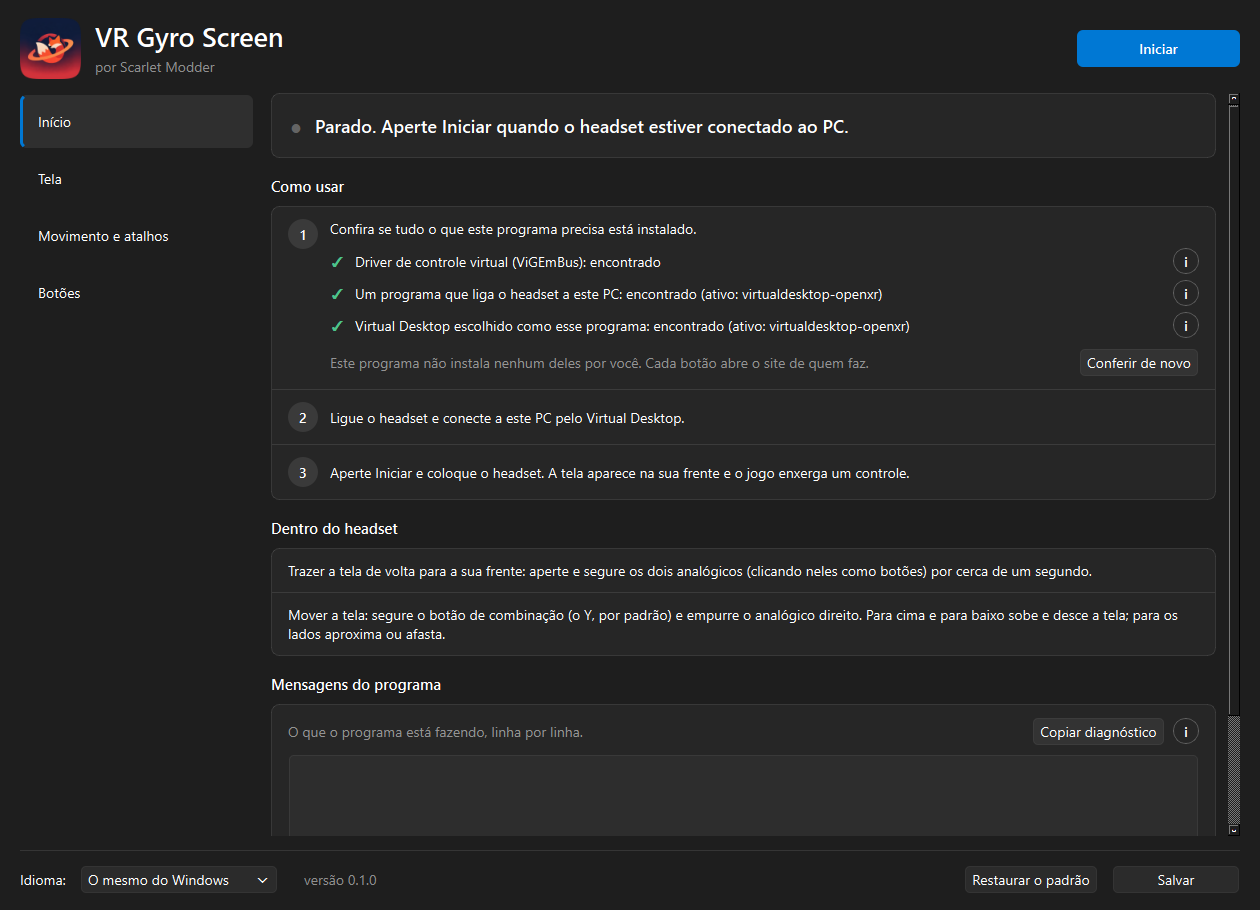 VR Gyro Screen
por Scarlet Modder
Iniciar
Início
Tela
Movimento e atalhos
Botões
Parado. Aperte Iniciar quando o headset estiver conectado ao PC.
Como usar
1
Confira se tudo o que este programa precisa está instalado.
✓ Driver de controle virtual (ViGEmBus): encontrado
i
✓ Um programa que liga o headset a este PC: encontrado (ativo: virtualdesktop-openxr)
i
✓ Virtual Desktop escolhido como esse programa: encontrado (ativo: virtualdesktop-openxr)
i
Este programa não instala nenhum deles por você. Cada botão abre o site de quem faz.
Conferir de novo
2
Ligue o headset e conecte a este PC pelo Virtual Desktop.
3
Aperte Iniciar e coloque o headset. A tela aparece na sua frente e o jogo enxerga um controle.
Dentro do headset
Trazer a tela de volta para a sua frente: aperte e segure os dois analógicos (clicando neles como botões) por cerca de um segundo.
Mover a tela: segure o botão de combinação (o Y, por padrão) e empurre o analógico direito. Para cima e para baixo sobe e desce a tela; para os
lados aproxima ou afasta.
Mensagens do programa
O que o programa está fazendo, linha por linha.
Copiar diagnóstico
i
Idioma:
O mesmo do Windows
versão 0.1.0
Restaurar o padrão
Salvar